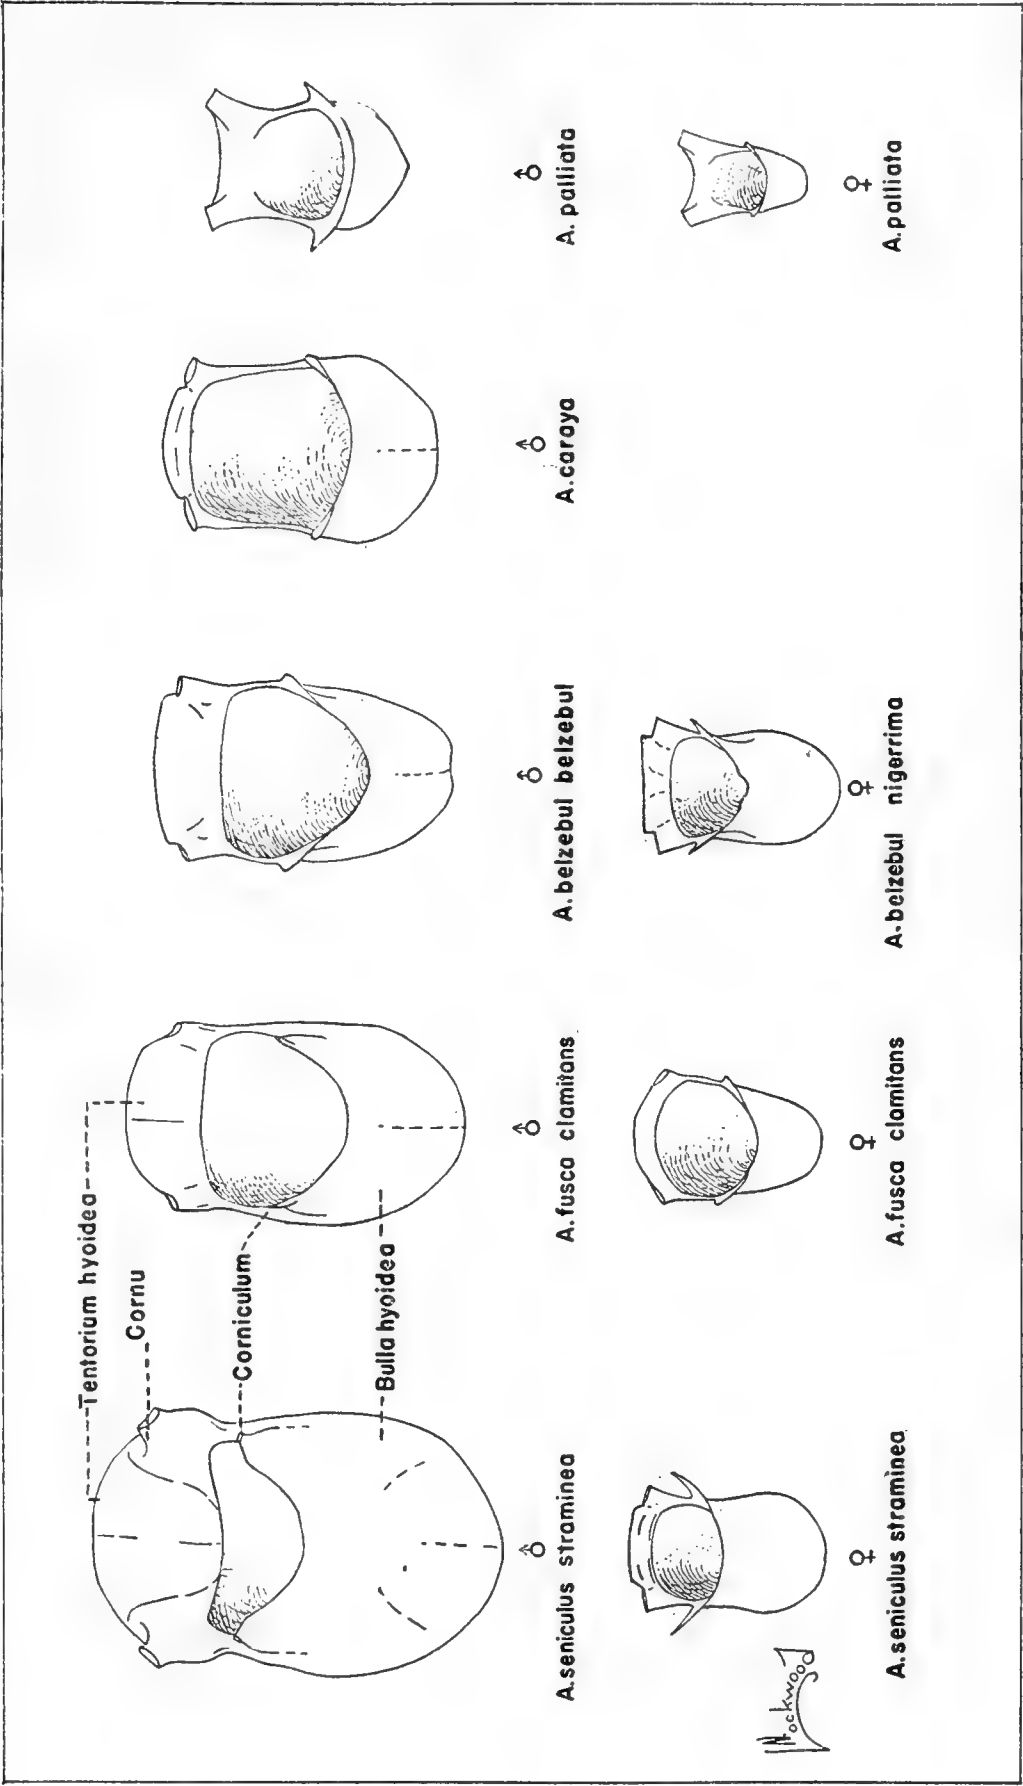 Tentorium hyoidea
Cornu
Corniculum
Bulla hyoidea
♂ ♂ ♂ ♂ ♂
A. seniculus straminea A. fusca clamitans A. belzebul belzebul A. caraya A. palliata
♀ ♀ ♀ ♀
A. seniculus straminea A. fusca clamitans A. belzebul nigerrima A. palliata
Wockwood